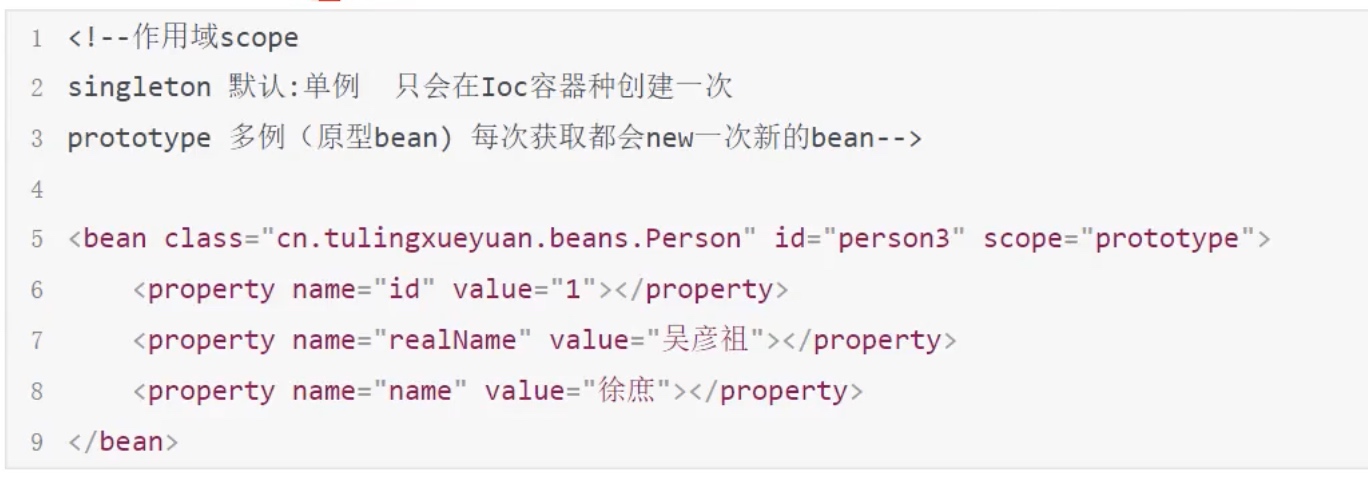 1 <!--作用域scope
2 singleton 默认:单例  只会在Ioc容器种创建一次
3 prototype 多例（原型bean) 每次获取都会new一次新的bean-->
4
5 <bean class="cn.tulingxueyuan.beans.Person" id="person3" scope="prototype">
6     <property name="id" value="1"></property>
7     <property name="realName" value="吴彦祖"></property>
8     <property name="name" value="徐庶"></property>
9 </bean>